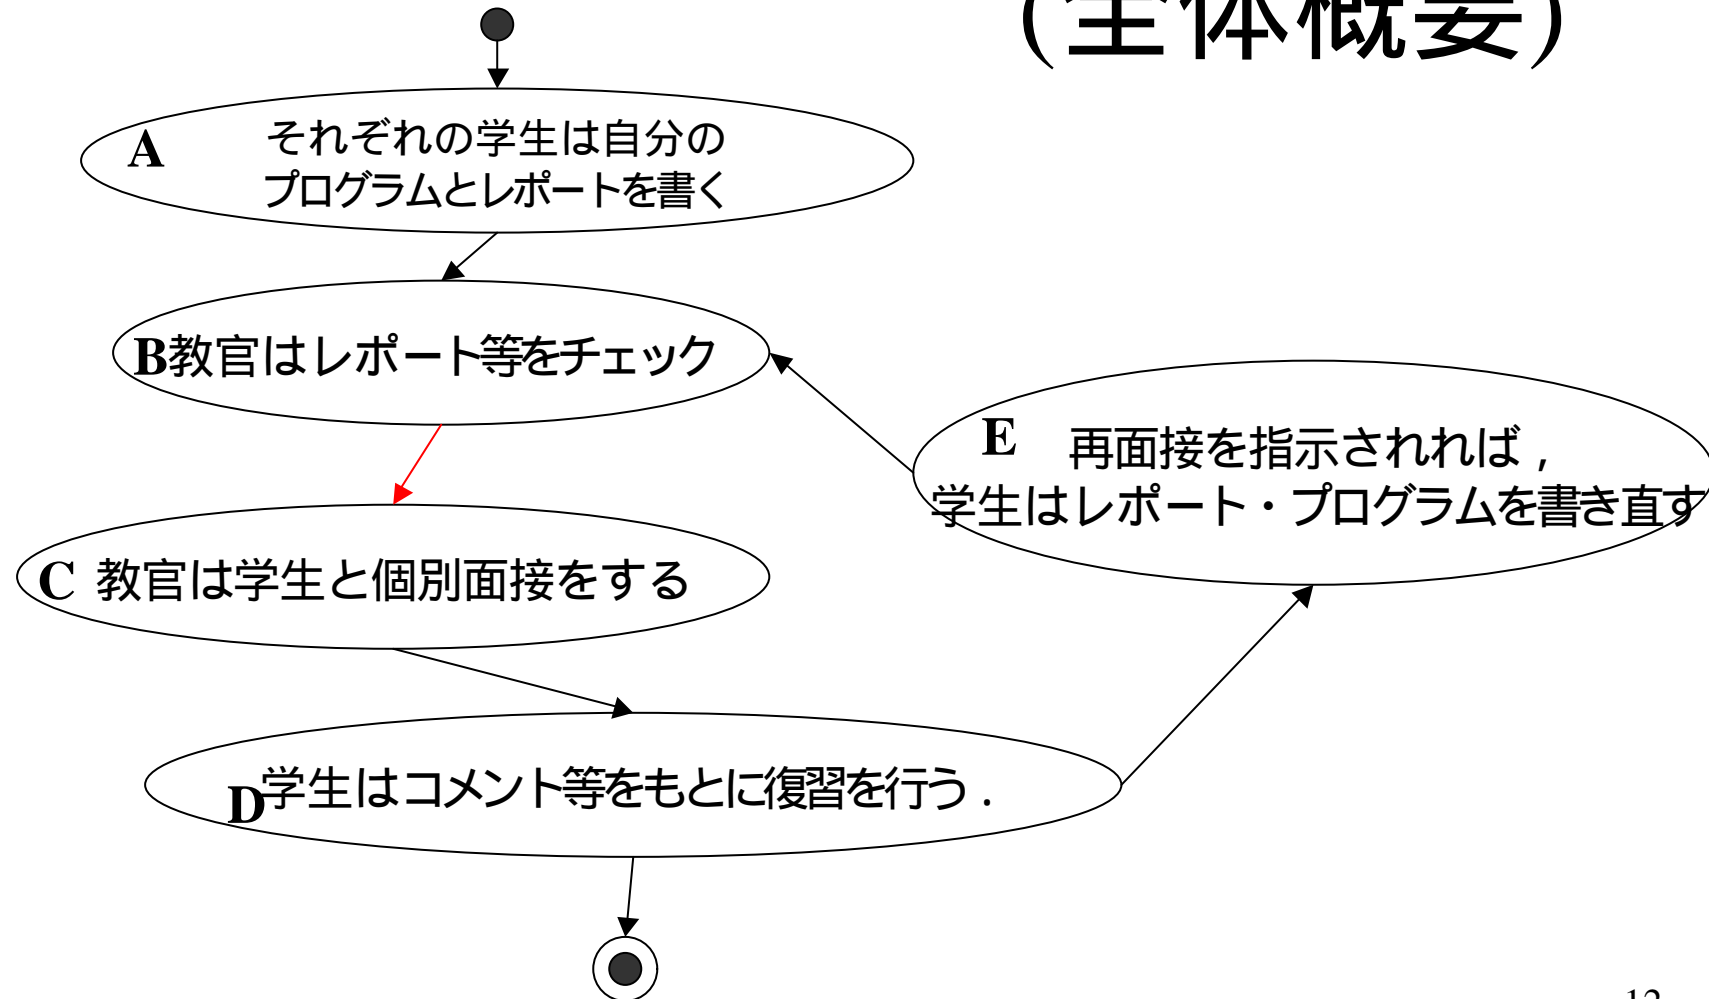 (全体概要)
A それぞれの学生は自分の
プログラムとレポートを書く
B教官はレポート等をチェック
E 再面接を指示されれば，
学生はレポート・プログラムを書き直す
C 教官は学生と個別面接をする
D学生はコメント等をもとに復習を行う．
12